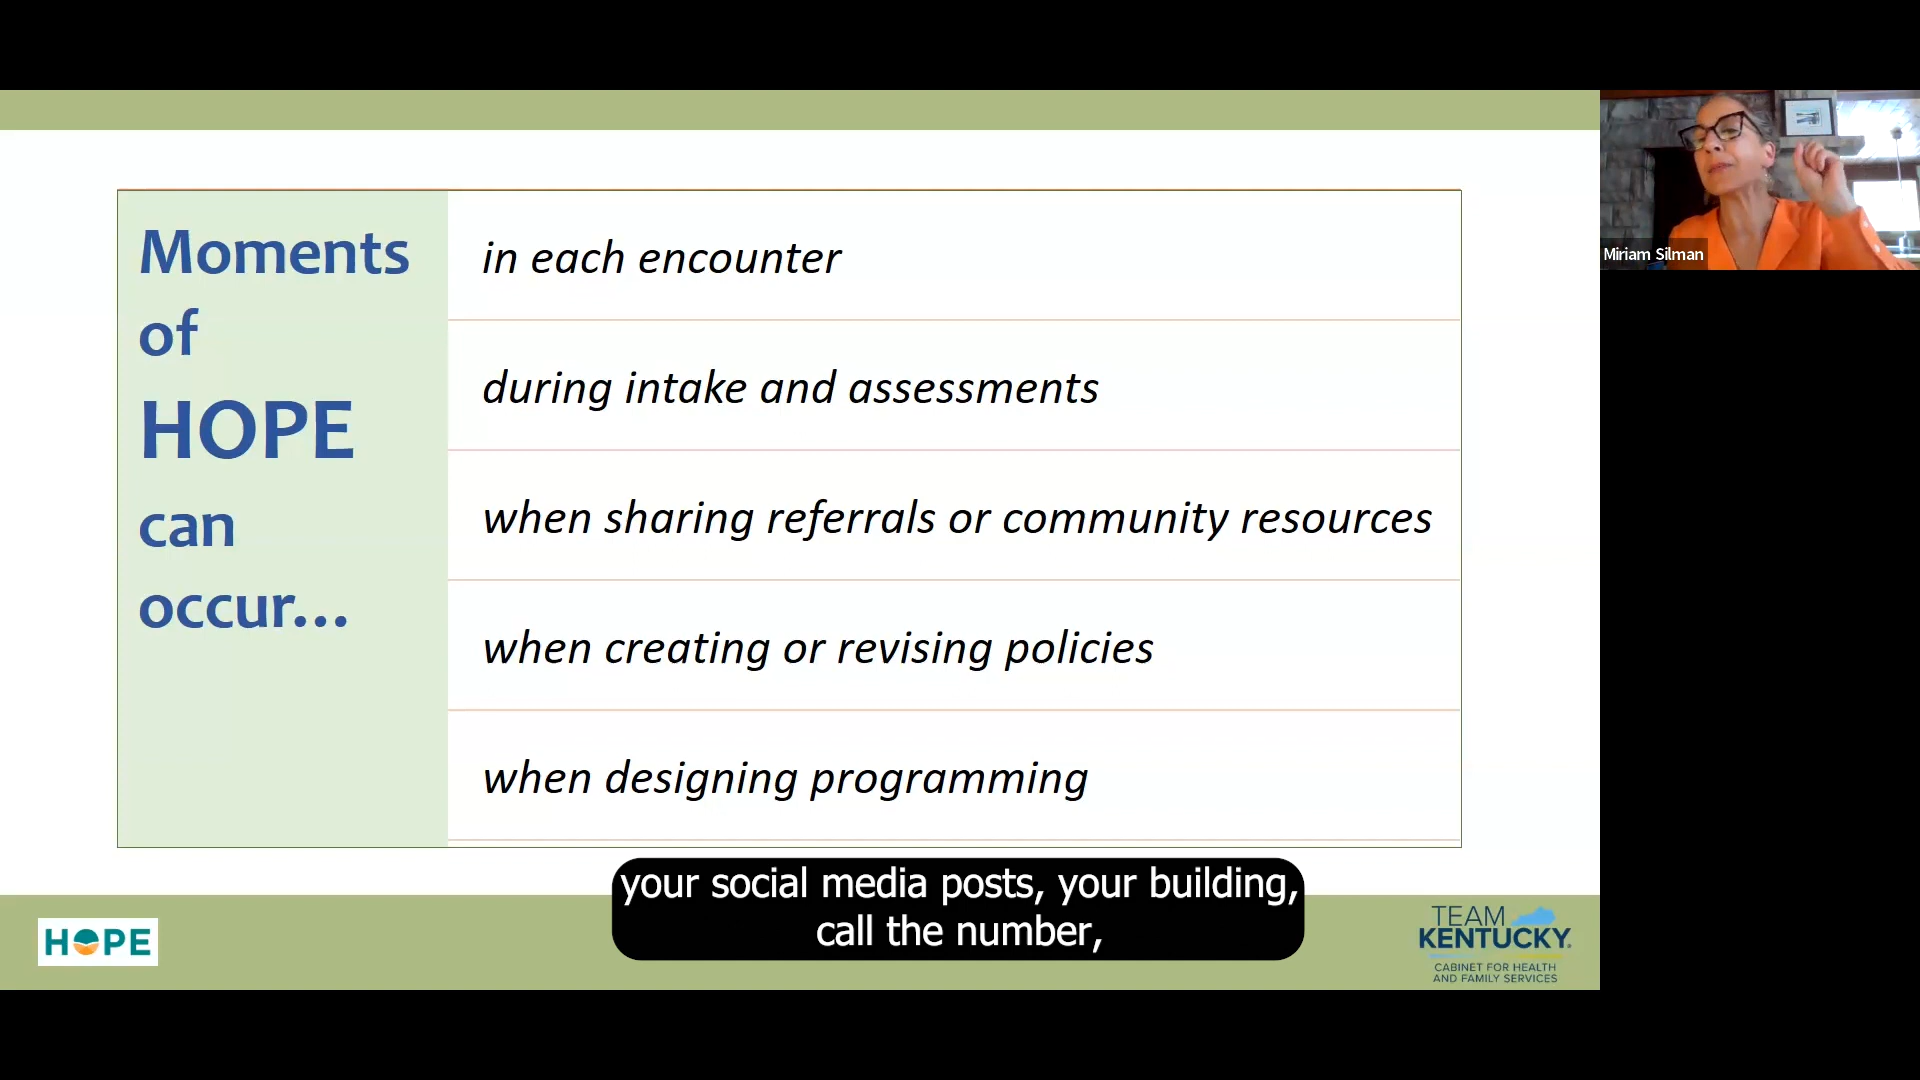 Moments
of
HOPE
can
occur...
in each encounter
during intake and assessments
when sharing referrals or community resources
when creating or revising policies
when designing programming
Miriam Silman
your social media posts, your building,
call the number,
HOPE
TEAM
KENTUCKY
CABINET FOR HEALTH
AND FAMILY SERVICES